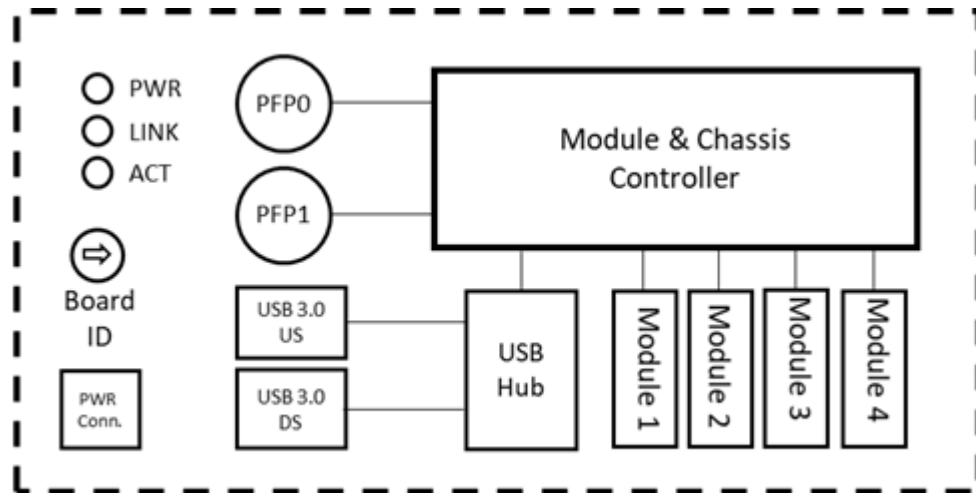 PWR
LINK
ACT
Board
ID
PWR
Conn.
PFP0
PFP1
USB 3.0
US
USB 3.0
DS
Module & Chassis
Controller
USB
Hub
Module 1
Module 2
Module 3
Module 4